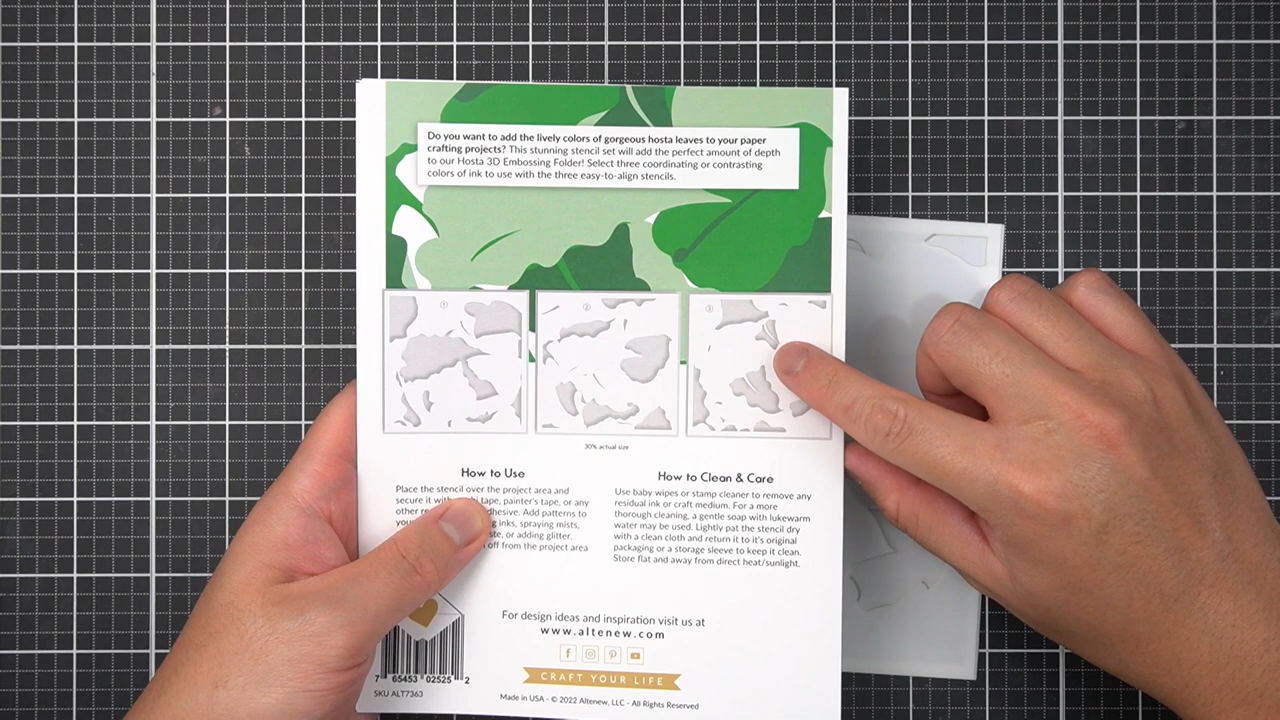 Do you want to add the lively colors of gorgeous hosta leaves to your paper
crafting projects? This stunning stencil set will add the perfect amount of depth
to our Hosta 3D Embossing Folder! Select three coordinating or contrasting
colors of ink to use with the three easy-to-align stencils.
1
2
3
30% actual size
How to Use
Place the stencil over the project area and
secure it with tape, painter's tape, or any
other adhesive. Add patterns to
inks, spraying mists,
or adding glitter.
off from the project area
How to Clean & Care
Use baby wipes or stamp cleaner to remove any
residual ink or craft medium. For a more
thorough cleaning, a gentle soap with lukewarm
water may be used. Lightly pat the stencil dry
with a clean cloth and return it to it's original
packaging or a storage sleeve to keep it clean.
Store flat and away from direct heat/sunlight.
For design ideas and inspiration visit us at
www.altenew.com
CRAFT YOUR LIFE
Made in USA - © 2022 Altenew, LLC - All Rights Reserved
7 65453 02525 2
SKU ALT7363